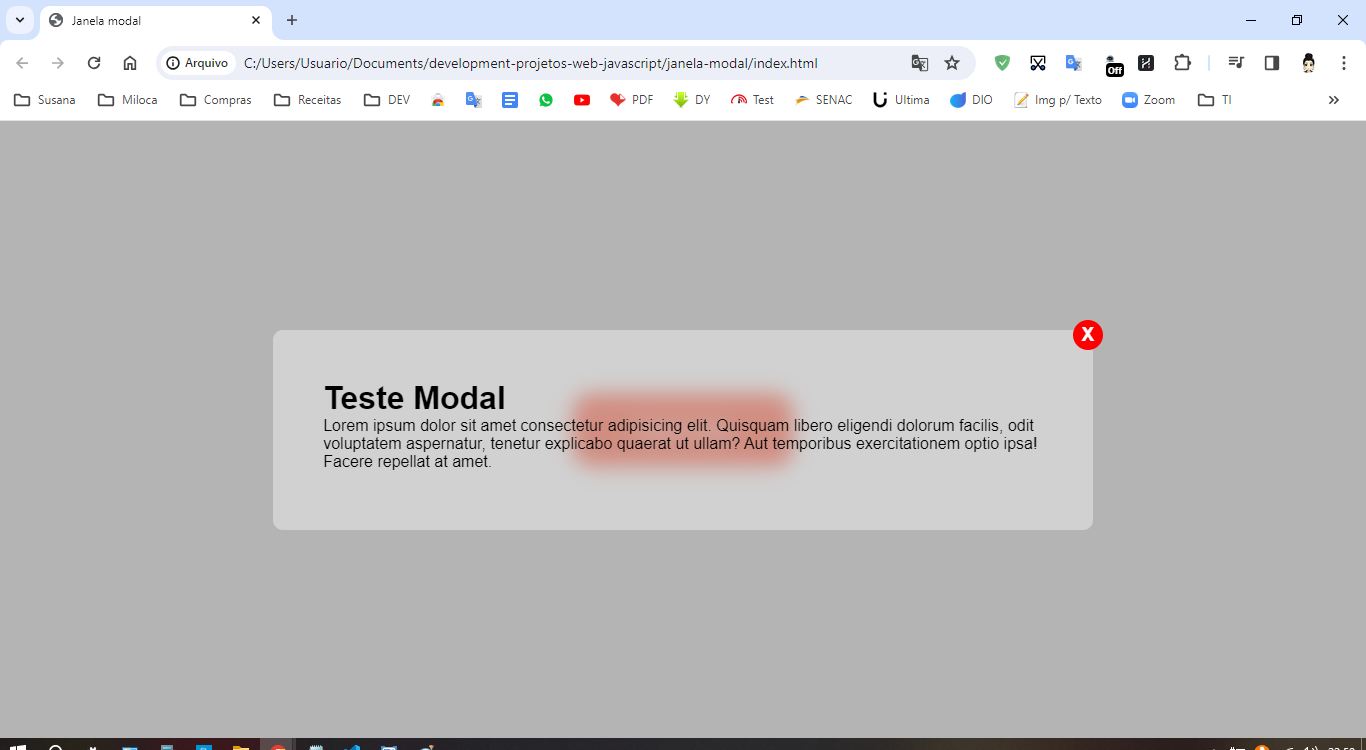 Janela modal
Arquivo
C:/Users/Usuario/Documents/development-projetos-web-javascript/janela-modal/index.html
Off
Susana
Miloca
Compras
Receitas
DEV
PDF
DY
Test
SENAC
Ultima
DIO
Img p/ Texto
Zoom
TI
X
Teste Modal
Lorem ipsum dolor sit amet consectetur adipisicing elit. Quisquam libero eligendi dolorum facilis, odit
voluptatem aspernatur, tenetur explicabo quaerat ut ullam? Aut temporibus exercitationem optio ipsa!
Facere repellat at amet.